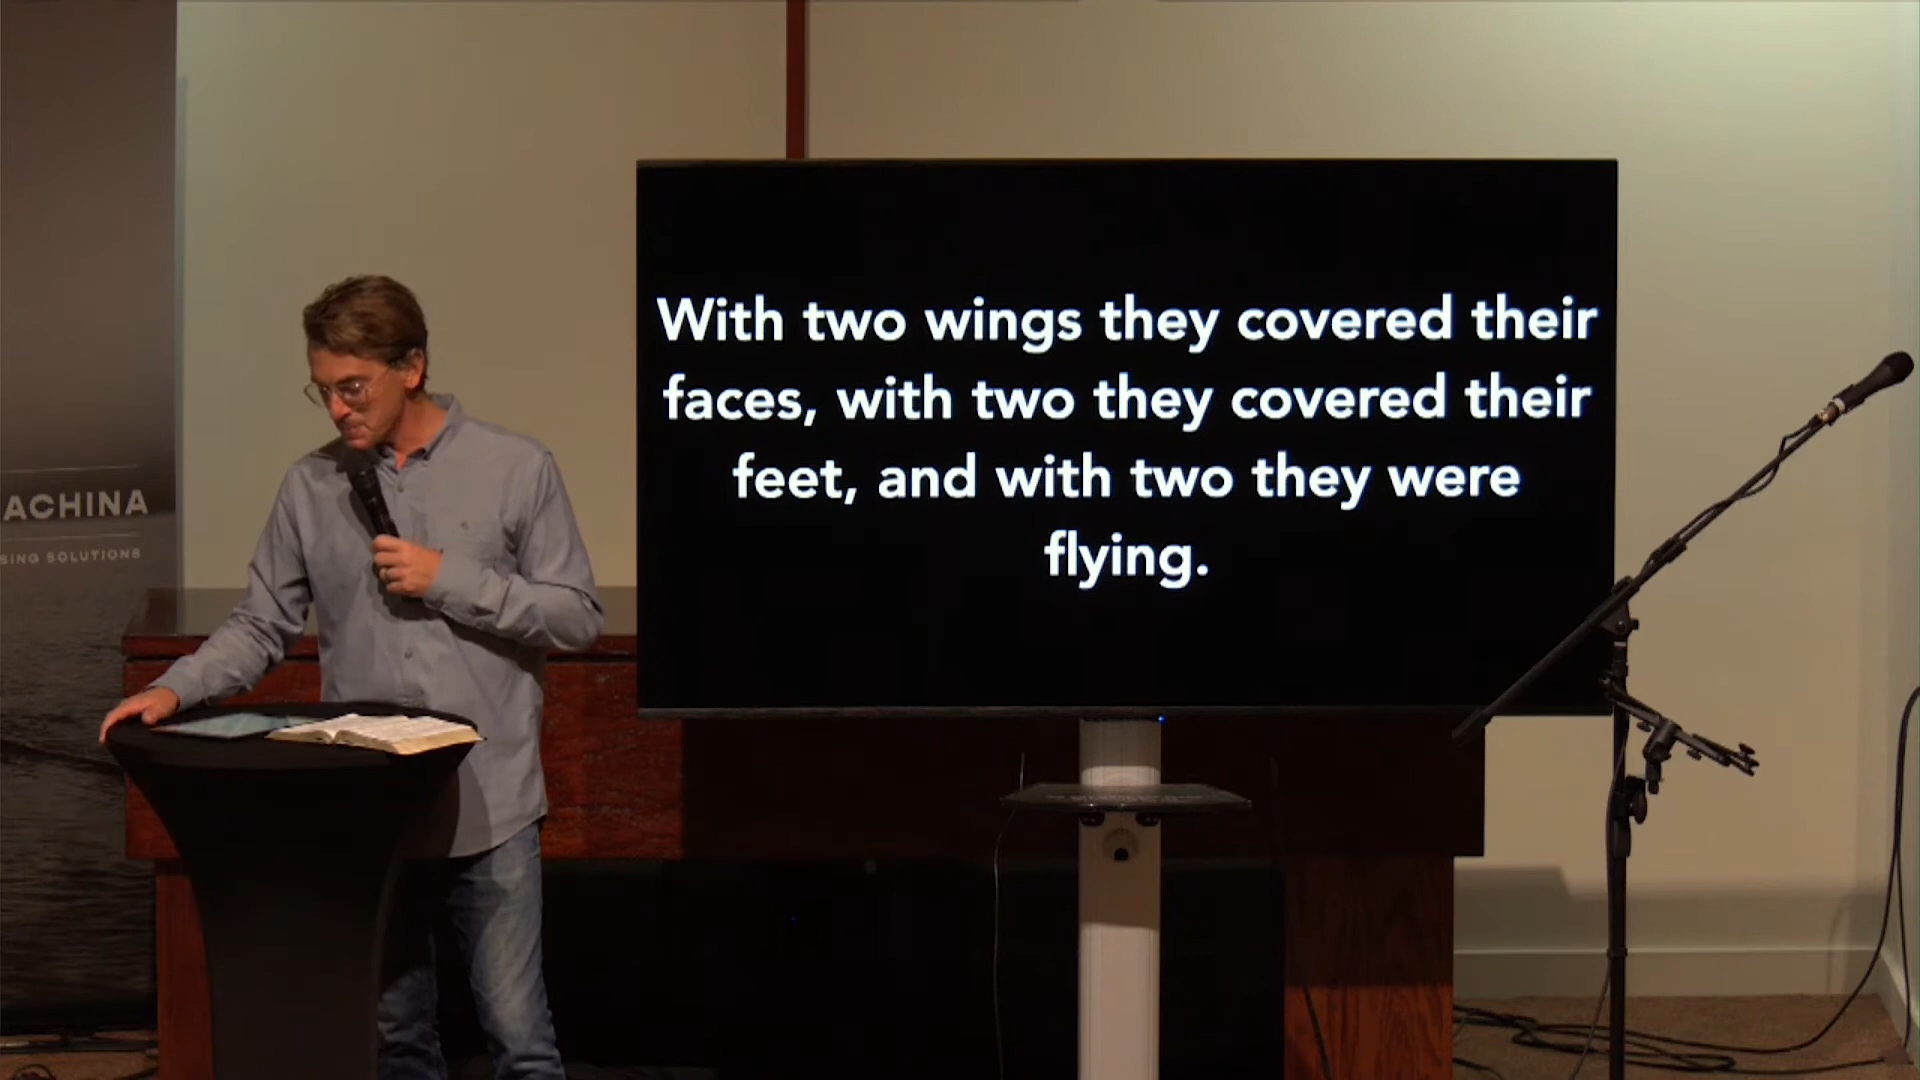 With two wings they covered their
faces, with two they covered their
feet, and with two they were
flying.
ACHINA
SING SOLUTIONS